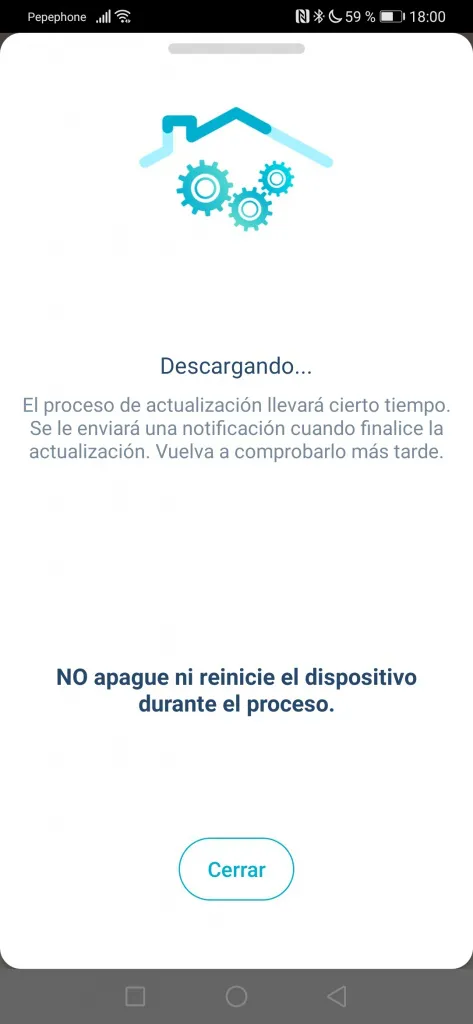 Pepephone 59 % 18:00
Descargando...
El proceso de actualización llevará cierto tiempo.
Se le enviará una notificación cuando finalice la
actualización. Vuelva a comprobarlo más tarde.
NO apague ni reinicie el dispositivo
durante el proceso.
Cerrar